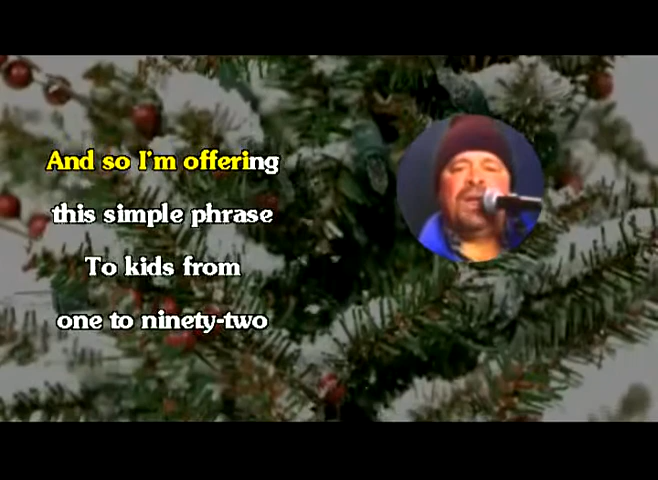 And so I'm offering
this simple phrase
To kids from
one to ninety-two